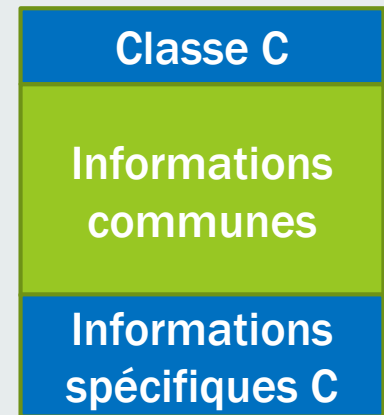 Classe C
Informations
communes
Informations
spécifiques C